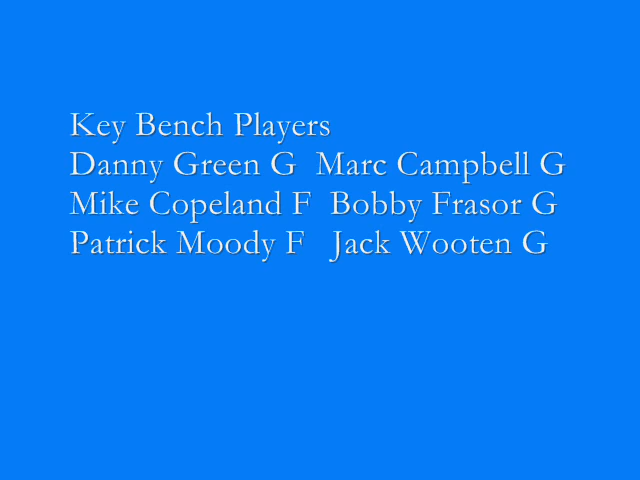 Key Bench Players
Danny Green G  Marc Campbell G
Mike Copeland F  Bobby Frasor G
Patrick Moody F   Jack Wooten G